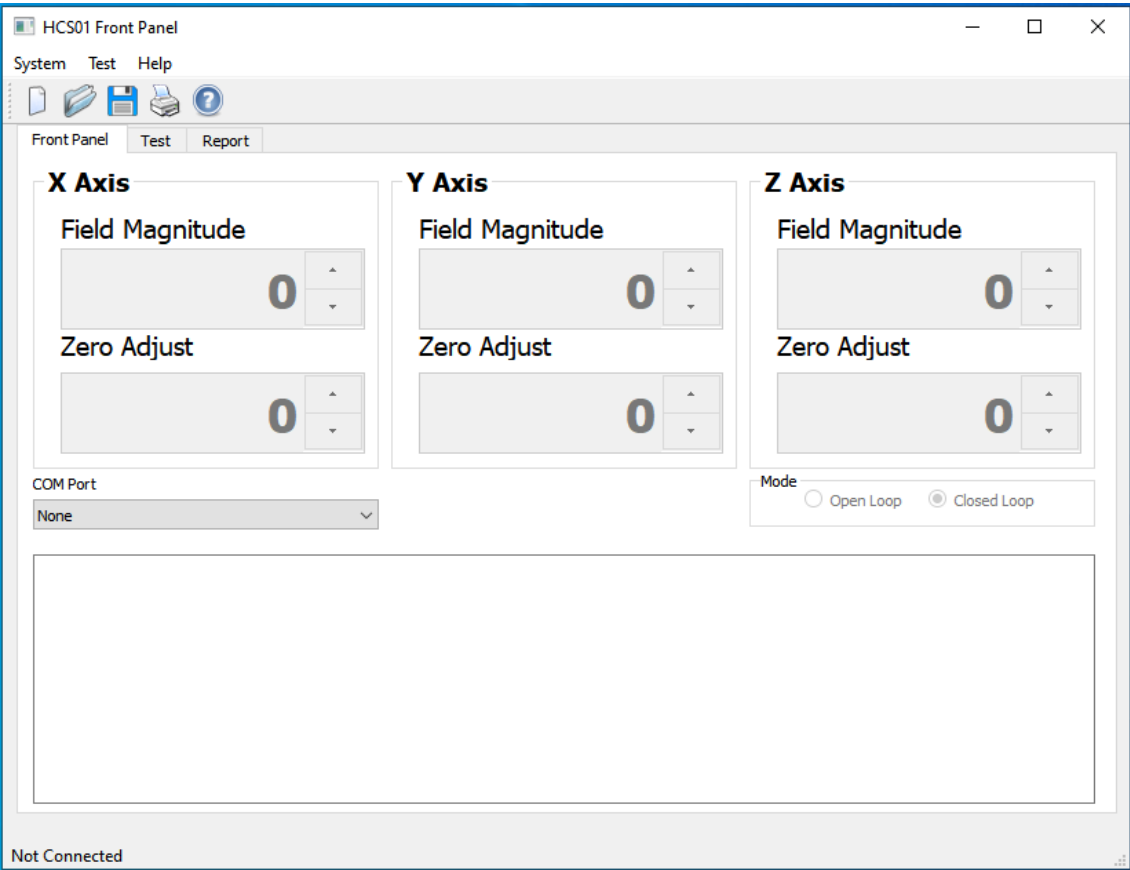 HCS01 Front Panel
System Test Help
Front Panel Test Report
X Axis Y Axis Z Axis
Field Magnitude Field Magnitude Field Magnitude
0 0 0
Zero Adjust Zero Adjust Zero Adjust
0 0 0
COM Port
Mode
None
Open Loop Closed Loop
Not Connected